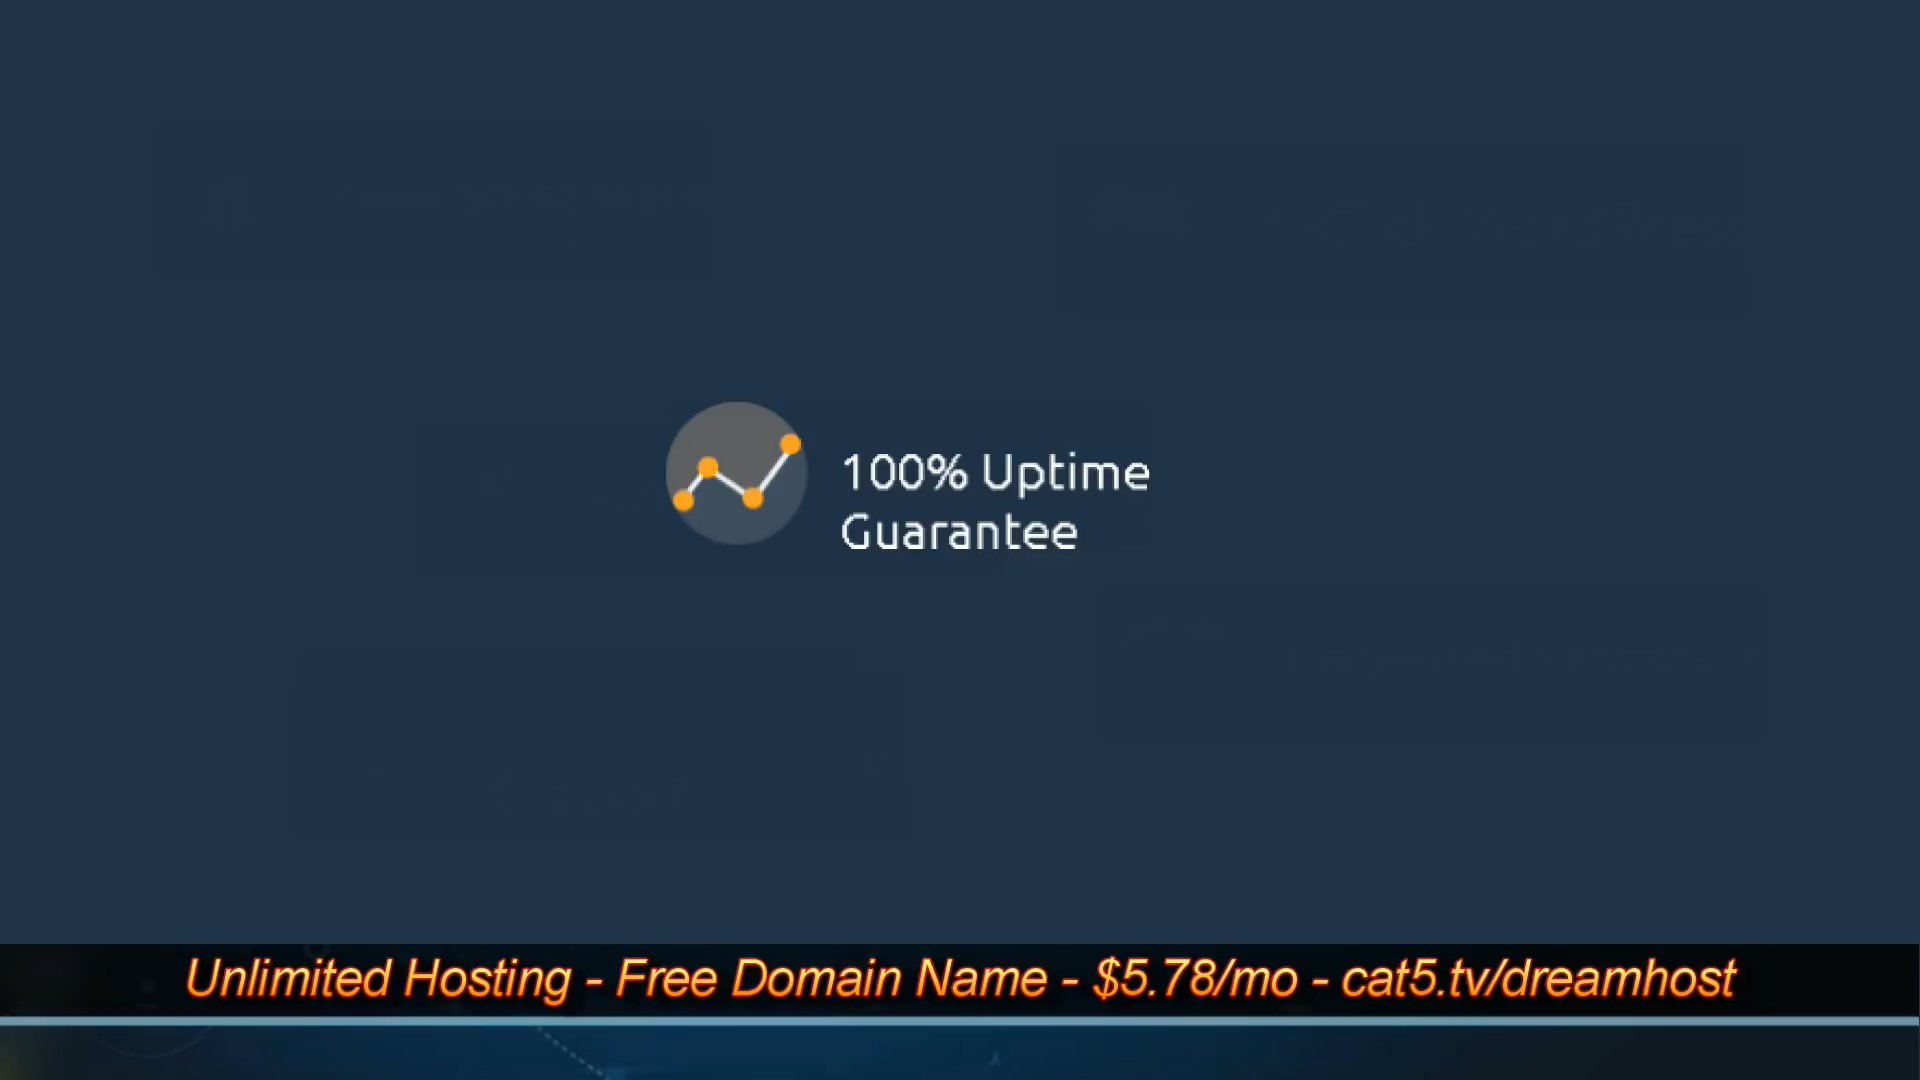 100% Uptime
Guarantee
Unlimited Hosting - Free Domain Name - $5.78/mo - cat5.tv/dreamhost